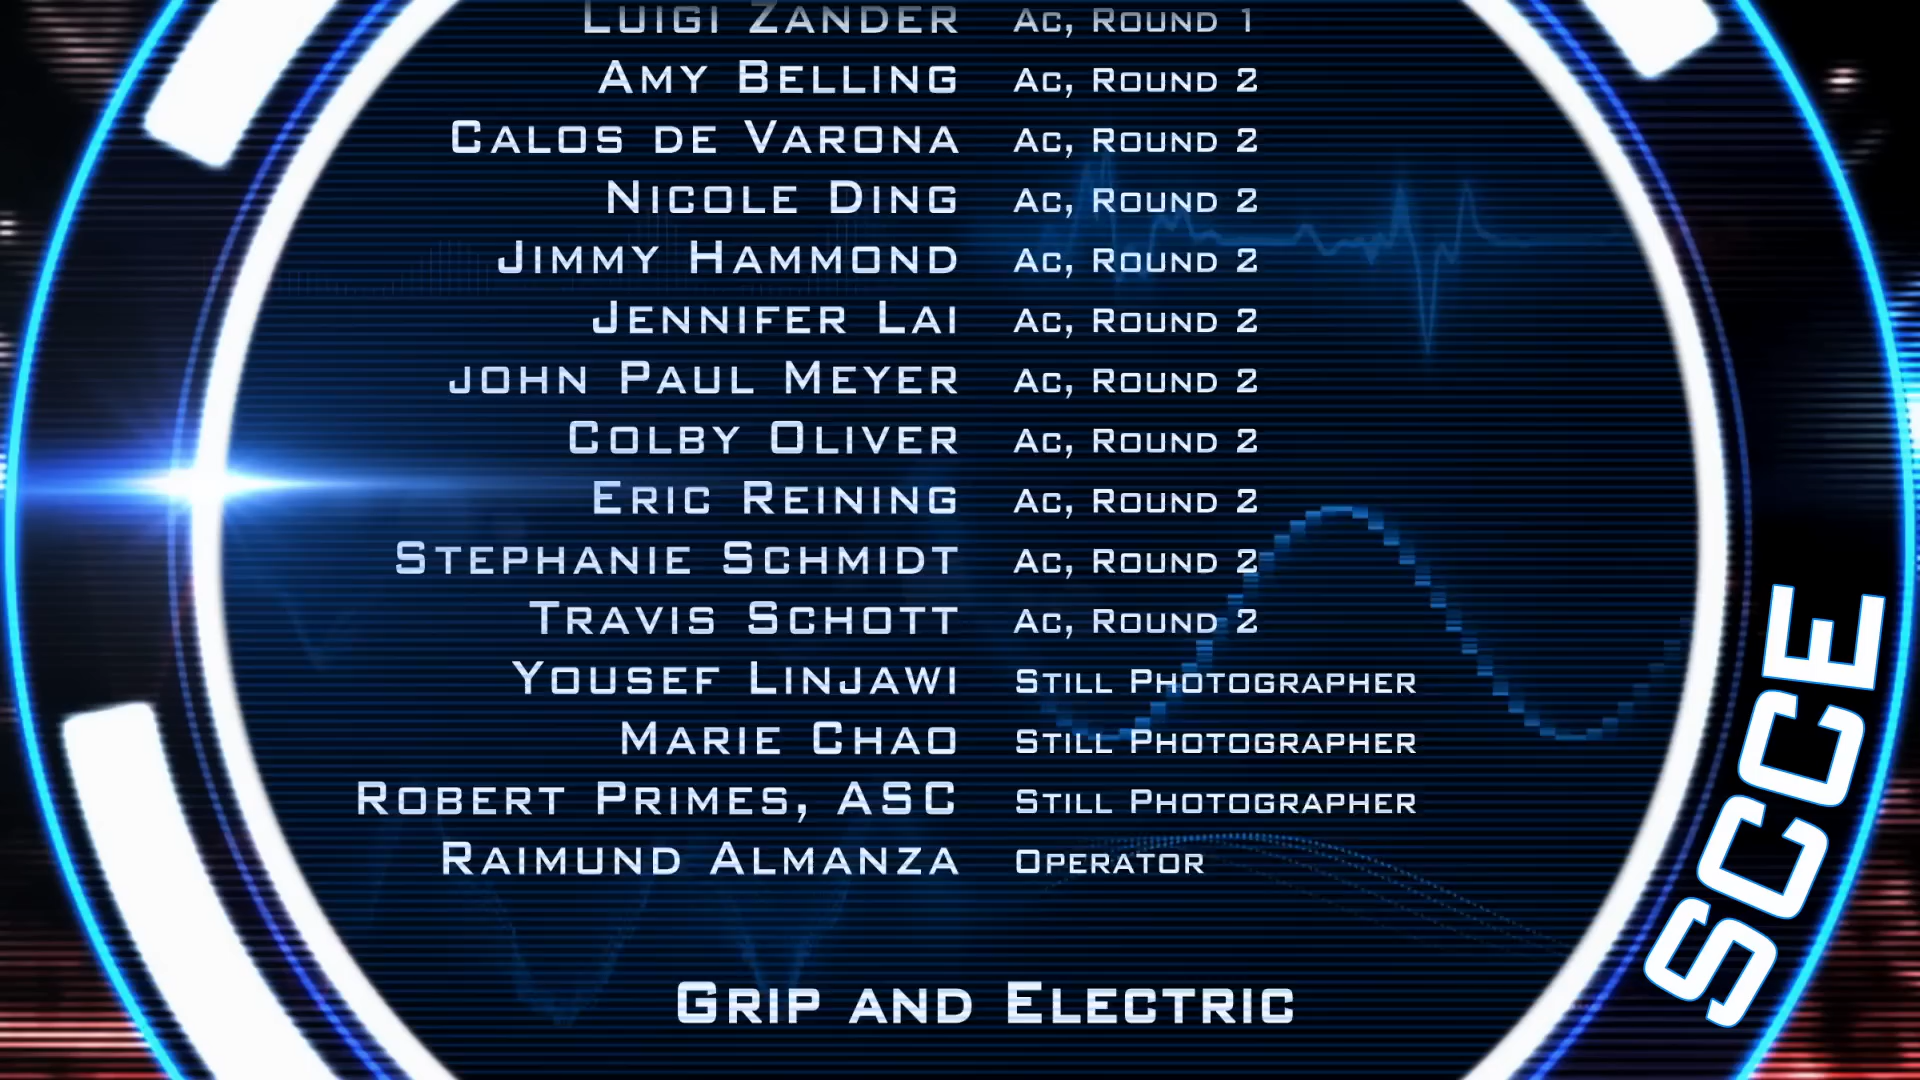 Luigi Zander Ac, Round 1
Amy Belling Ac, Round 2
Calos de Varona Ac, Round 2
Nicole Ding Ac, Round 2
Jimmy Hammond Ac, Round 2
Jennifer Lai Ac, Round 2
john Paul Meyer Ac, Round 2
Colby Oliver Ac, Round 2
Eric Reining Ac, Round 2
Stephanie Schmidt Ac, Round 2
Travis Schott Ac, Round 2
Yousef Linjawi Still Photographer
Marie Chao Still Photographer
Robert Primes, ASC Still Photographer
Raimund Almanza Operator
Grip and Electric
SCCE